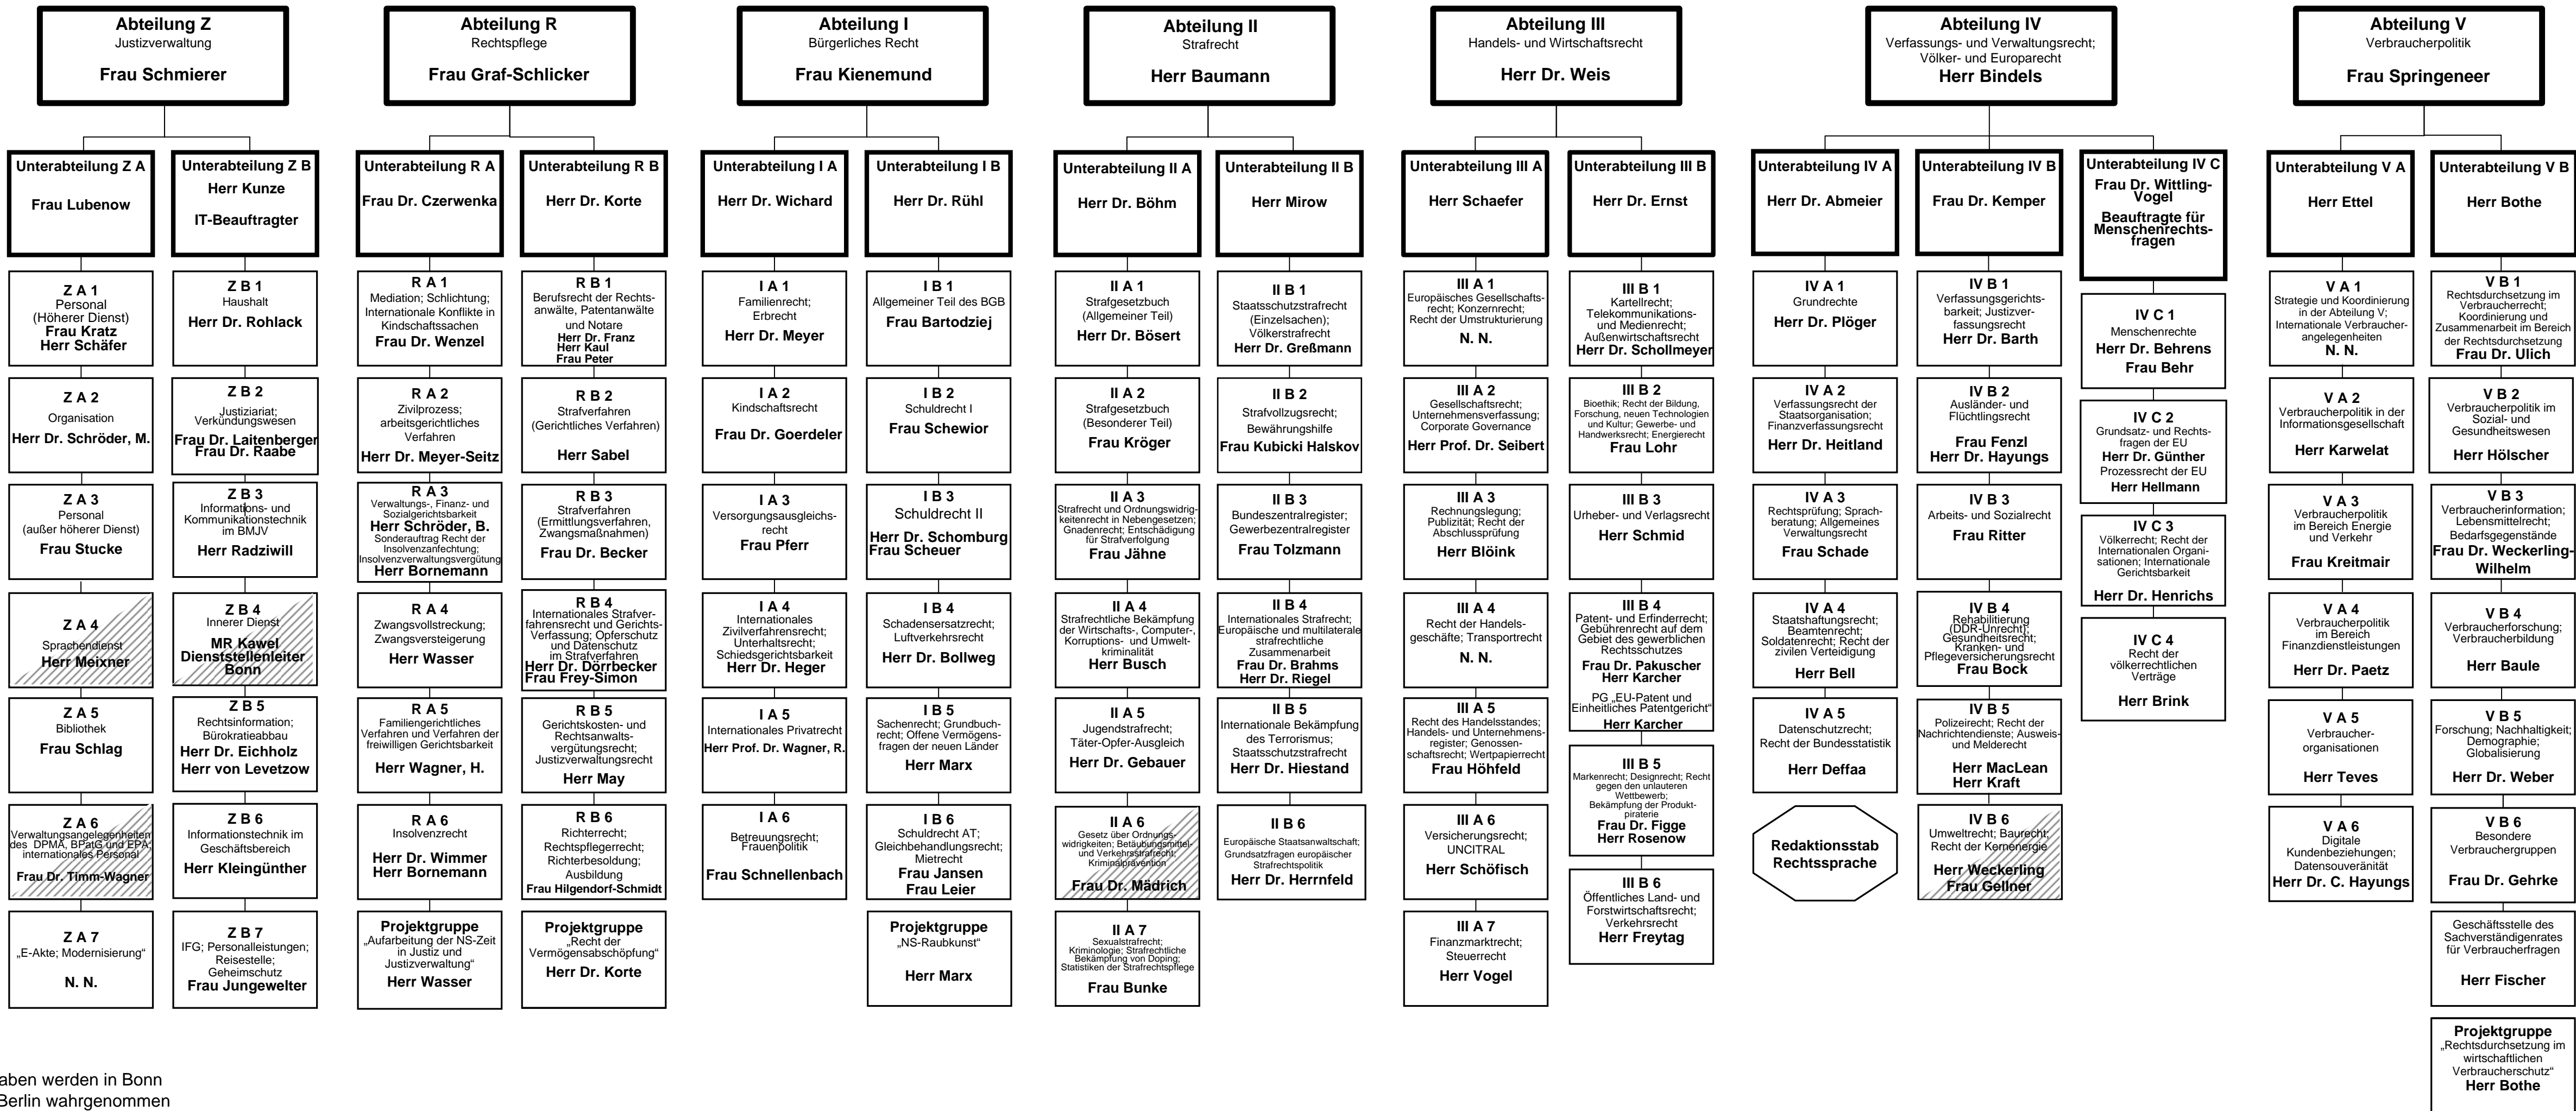 Abteilung Z
Justizverwaltung
Frau Schmierer
Abteilung R
Rechtspflege
Frau Graf-Schlicker
Abteilung I
Bürgerliches Recht
Frau Kienemund
Abteilung II
Strafrecht
Herr Baumann
Abteilung III
Handels- und Wirtschaftsrecht
Herr Dr. Weis
Abteilung IV
Verfassungs- und Verwaltungsrecht;
Völker- und Europarecht
Herr Bindels
Abteilung V
Verbraucherpolitik
Frau Springeneer
Unterabteilung Z A
Frau Lubenow
Z A 1
Personal
(Höherer Dienst)
Frau Kratz
Herr Schäfer
Z A 2
Organisation
Herr Dr. Schröder, M.
Z A 3
Personal
(außer höherer Dienst)
Frau Stucke
Z A 4
Sprachendienst
Herr Meixner
Z A 5
Bibliothek
Frau Schlag
Z A 6
Verwaltungsangelegenheiten
des DPMA, BPatG und EPA;
internationales Personal
Frau Dr. Timm-Wagner
Z A 7
„E-Akte; Modernisierung“
N. N.
Unterabteilung Z B
Herr Kunze
IT-Beauftragter
Z B 1
Haushalt
Herr Dr. Rohlack
Z B 2
Justiziariat;
Verkündungswesen
Frau Dr. Laitenberger
Frau Dr. Raabe
Z B 3
Informations- und
Kommunikationstechnik
im BMJV
Herr Radziwill
Z B 4
Innerer Dienst
MR Kawel
Dienststellenleiter
Bonn
Z B 5
Rechtsinformation;
Bürokratieabbau
Herr Dr. Eichholz
Herr von Levetzow
Z B 6
Informationstechnik im
Geschäftsbereich
Herr Kleingünther
Z B 7
IFG; Personalleistungen;
Reisestelle;
Geheimschutz
Frau Jungewelter
Unterabteilung R A
Frau Dr. Czerwenka
R A 1
Mediation; Schlichtung;
Internationale Konflikte in
Kindschaftssachen
Frau Dr. Wenzel
R A 2
Zivilprozess;
arbeitsgerichtliches
Verfahren
Herr Dr. Meyer-Seitz
R A 3
Verwaltungs-, Finanz- und
Sozialgerichtsbarkeit
Herr Schröder, B.
Sonderauftrag Recht der
Insolvenzanfechtung;
Insolvenzverwaltungsvergütung
Herr Bornemann
R A 4
Zwangsvollstreckung;
Zwangsversteigerung
Herr Wasser
R A 5
Familiengerichtliches
Verfahren und Verfahren der
freiwilligen Gerichtsbarkeit
Herr Wagner, H.
R A 6
Insolvenzrecht
Herr Dr. Wimmer
Herr Bornemann
Projektgruppe
„Aufarbeitung der NS-Zeit
in Justiz und
Justizverwaltung“
Herr Wasser
Unterabteilung R B
Herr Dr. Korte
R B 1
Berufsrecht der Rechts-
anwälte, Patentanwälte
und Notare
Herr Dr. Franz
Herr Kaul
Frau Peter
R B 2
Strafverfahren
(Gerichtliches Verfahren)
Herr Sabel
R B 3
Strafverfahren
(Ermittlungsverfahren,
Zwangsmaßnahmen)
Frau Dr. Becker
R B 4
Internationales Strafver-
fahrensrecht und Gerichts-
Verfassung; Opferschutz
und Datenschutz
im Strafverfahren
Herr Dr. Dörrbecker
Frau Frey-Simon
R B 5
Gerichtskosten- und
Rechtsanwalts-
vergütungsrecht;
Justizverwaltungsrecht
Herr May
R B 6
Richterrecht;
Rechtspflegerrecht;
Richterbesoldung;
Ausbildung
Frau Hilgendorf-Schmidt
Projektgruppe
„Recht der
Vermögensabschöpfung“
Herr Dr. Korte
Unterabteilung I A
Herr Dr. Wichard
I A 1
Familienrecht;
Erbrecht
Herr Dr. Meyer
I A 2
Kindschaftsrecht
Frau Dr. Goerdeler
I A 3
Versorgungsausgleichs-
recht
Frau Pferr
I A 4
Internationales
Zivilverfahrensrecht;
Unterhaltsrecht;
Schiedsgerichtsbarkeit
Herr Dr. Heger
I A 5
Internationales Privatrecht
Herr Prof. Dr. Wagner, R.
I A 6
Betreuungsrecht;
Frauenpolitik
Frau Schnellenbach
Unterabteilung I B
Herr Dr. Rühl
I B 1
Allgemeiner Teil des BGB
Frau Bartodziej
I B 2
Schuldrecht I
Frau Schewior
I B 3
Schuldrecht II
Herr Dr. Schomburg
Frau Scheuer
I B 4
Schadensersatzrecht;
Luftverkehrsrecht
Herr Dr. Bollweg
I B 5
Sachenrecht; Grundbuch-
recht; Offene Vermögens-
fragen der neuen Länder
Herr Marx
I B 6
Schuldrecht AT;
Gleichbehandlungsrecht;
Mietrecht
Frau Jansen
Frau Leier
Projektgruppe
„NS-Raubkunst“
Herr Marx
Unterabteilung II A
Herr Dr. Böhm
II A 1
Strafgesetzbuch
(Allgemeiner Teil)
Herr Dr. Bösert
II A 2
Strafgesetzbuch
(Besonderer Teil)
Frau Kröger
II A 3
Strafrecht und Ordnungswidrig-
keitenrecht in Nebengesetzen;
Gnadenrecht; Entschädigung
für Strafverfolgung
Frau Jähne
II A 4
Strafrechtliche Bekämpfung
der Wirtschafts-, Computer-,
Korruptions- und Umwelt-
kriminalität
Herr Busch
II A 5
Jugendstrafrecht;
Täter-Opfer-Ausgleich
Herr Dr. Gebauer
II A 6
Gesetz über Ordnungs-
widrigkeiten; Betäubungsmittel-
und Verkehrsstrafrecht;
Kriminalprävention
Frau Dr. Mädrich
II A 7
Sexualstrafrecht;
Kriminologie; Strafrechtliche
Bekämpfung von Doping;
Statistiken der Strafrechtspflege
Frau Bunke
Unterabteilung II B
Herr Mirow
II B 1
Staatsschutzstrafrecht
(Einzelsachen);
Völkerstrafrecht
Herr Dr. Greßmann
II B 2
Strafvollzugsrecht;
Bewährungshilfe
Frau Kubicki Halskov
II B 3
Bundeszentralregister;
Gewerbezentralregister
Frau Tolzmann
II B 4
Internationales Strafrecht;
Europäische und multilaterale
strafrechtliche
Zusammenarbeit
Frau Dr. Brahms
Herr Dr. Riegel
II B 5
Internationale Bekämpfung
des Terrorismus;
Staatsschutzstrafrecht
Herr Dr. Hiestand
II B 6
Europäische Staatsanwaltschaft;
Grundsatzfragen europäischer
Strafrechtspolitik
Herr Dr. Herrnfeld
Unterabteilung III A
Herr Schaefer
III A 1
Europäisches Gesellschafts-
recht; Konzernrecht;
Recht der Umstrukturierung
N. N.
III A 2
Gesellschaftsrecht;
Unternehmensverfassung;
Corporate Governance
Herr Prof. Dr. Seibert
III A 3
Rechnungslegung;
Publizität; Recht der
Abschlussprüfung
Herr Blöink
III A 4
Recht der Handels-
geschäfte; Transportrecht
N. N.
III A 5
Recht des Handelsstandes;
Handels- und Unternehmens-
register; Genossen-
schaftsrecht; Wertpapierrecht
Frau Höhfeld
III A 6
Versicherungsrecht;
UNCITRAL
Herr Schöfisch
III A 7
Finanzmarktrecht;
Steuerrecht
Herr Vogel
Unterabteilung III B
Herr Dr. Ernst
III B 1
Kartellrecht;
Telekommunikations-
und Medienrecht;
Außenwirtschaftsrecht
Herr Dr. Schollmeyer
III B 2
Bioethik; Recht der Bildung,
Forschung, neuen Technologien
und Kultur; Gewerbe- und
Handwerksrecht; Energierecht
Frau Lohr
III B 3
Urheber- und Verlagsrecht
Herr Schmid
III B 4
Patent- und Erfinderrecht;
Gebührenrecht auf dem
Gebiet des gewerblichen
Rechtsschutzes
Frau Dr. Pakuscher
Herr Karcher
PG „EU-Patent und
Einheitliches Patentgericht“
Herr Karcher
III B 5
Markenrecht; Designrecht; Recht
gegen den unlauteren
Wettbewerb;
Bekämpfung der Produkt-
piraterie
Frau Dr. Figge
Herr Rosenow
III B 6
Öffentliches Land- und
Forstwirtschaftsrecht;
Verkehrsrecht
Herr Freytag
Unterabteilung IV A
Herr Dr. Abmeier
IV A 1
Grundrechte
Herr Dr. Plöger
IV A 2
Verfassungsrecht der
Staatsorganisation;
Finanzverfassungsrecht
Herr Dr. Heitland
IV A 3
Rechtsprüfung; Sprach-
beratung; Allgemeines
Verwaltungsrecht
Frau Schade
IV A 4
Staatshaftungsrecht;
Beamtenrecht;
Soldatenrecht; Recht der
zivilen Verteidigung
Herr Bell
IV A 5
Datenschutzrecht;
Recht der Bundesstatistik
Herr Deffaa
Redaktionsstab
Rechtssprache
Unterabteilung IV B
Frau Dr. Kemper
IV B 1
Verfassungsgerichts-
barkeit; Justizver-
fassungsrecht
Herr Dr. Barth
IV B 2
Ausländer- und
Flüchtlingsrecht
Frau Fenzl
Herr Dr. Hayungs
IV B 3
Arbeits- und Sozialrecht
Frau Ritter
IV B 4
Rehabilitierung
(DDR-Unrecht);
Gesundheitsrecht;
Kranken- und
Pflegeversicherungsrecht
Frau Bock
IV B 5
Polizeirecht; Recht der
Nachrichtendienste; Ausweis-
und Melderecht
Herr MacLean
Herr Kraft
IV B 6
Umweltrecht; Baurecht;
Recht der Kernenergie
Herr Weckerling
Frau Gellner
Unterabteilung IV C
Frau Dr. Wittling-
Vogel
Beauftragte für
Menschenrechts-
fragen
IV C 1
Menschenrechte
Herr Dr. Behrens
Frau Behr
IV C 2
Grundsatz- und Rechts-
fragen der EU
Herr Dr. Günther
Prozessrecht der EU
Herr Hellmann
IV C 3
Völkerrecht; Recht der
Internationalen Organi-
sationen; Internationale
Gerichtsbarkeit
Herr Dr. Henrichs
IV C 4
Recht der
völkerrechtlichen
Verträge
Herr Brink
Unterabteilung V A
Herr Ettel
V A 1
Strategie und Koordinierung
in der Abteilung V;
Internationale Verbraucher-
angelegenheiten
N. N.
V A 2
Verbraucherpolitik in der
Informationsgesellschaft
Herr Karwelat
V A 3
Verbraucherpolitik
im Bereich Energie
und Verkehr
Frau Kreitmair
V A 4
Verbraucherpolitik
im Bereich
Finanzdienstleistungen
Herr Dr. Paetz
V A 5
Verbraucher-
organisationen
Herr Teves
V A 6
Digitale
Kundenbeziehungen;
Datensouveränität
Herr Dr. C. Hayungs
Unterabteilung V B
Herr Bothe
V B 1
Rechtsdurchsetzung im
Verbraucherrecht;
Koordinierung und
Zusammenarbeit im Bereich
der Rechtsdurchsetzung
Frau Dr. Ulich
V B 2
Verbraucherpolitik im
Sozial- und
Gesundheitswesen
Herr Hölscher
V B 3
Verbraucherinformation;
Lebensmittelrecht;
Bedarfsgegenstände
Frau Dr. Weckerling-
Wilhelm
V B 4
Verbraucherforschung;
Verbraucherbildung
Herr Baule
V B 5
Forschung; Nachhaltigkeit;
Demographie;
Globalisierung
Herr Dr. Weber
V B 6
Besondere
Verbrauchergruppen
Frau Dr. Gehrke
Geschäftsstelle des
Sachverständigenrates
für Verbraucherfragen
Herr Fischer
Projektgruppe
„Rechtsdurchsetzung im
wirtschaftlichen
Verbraucherschutz“
Herr Bothe
aben werden in Bonn
Berlin wahrgenommen